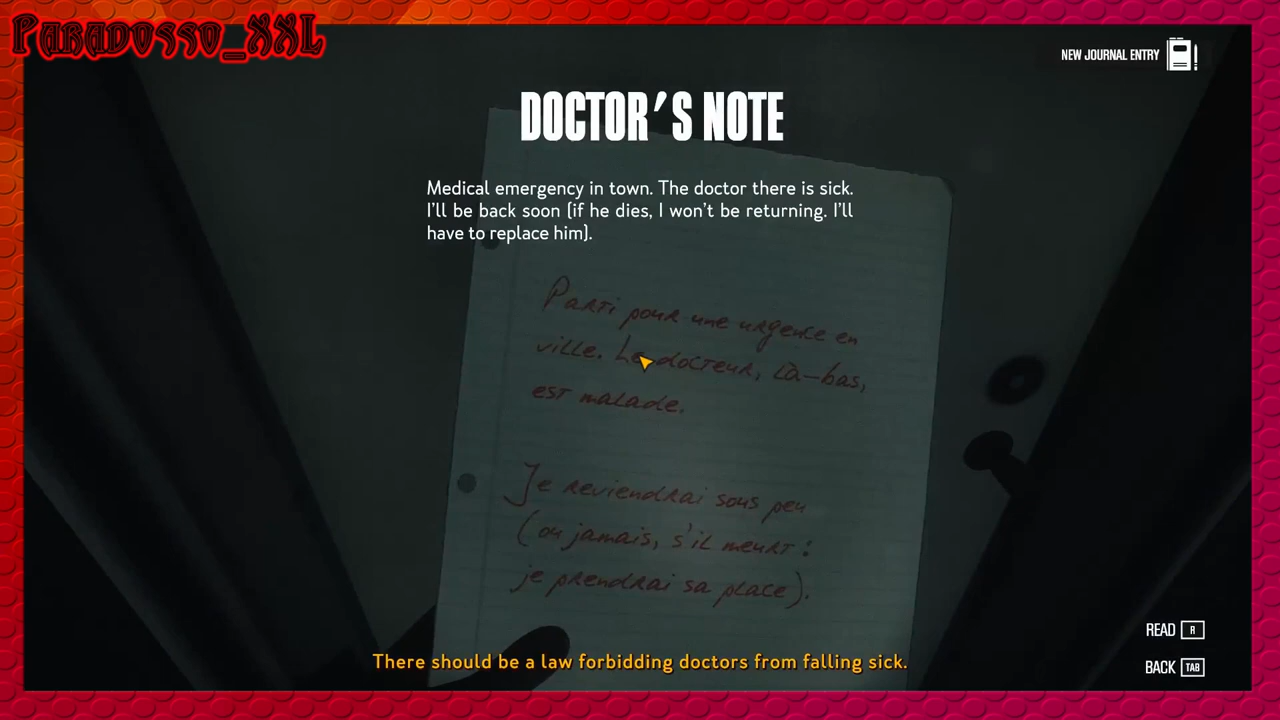 Paradosso_XXL
NEW JOURNAL ENTRY
DOCTOR'S NOTE
Medical emergency in town. The doctor there is sick.
I'll be back soon (if he dies, I won't be returning. I'll
have to replace him).
Parti pour une urgence en
ville. Le docteur, là-bas,
est malade.
Je reviendrai sous peu
(ou jamais, s'il meurt :
je prendrai sa place).
There should be a law forbidding doctors from falling sick.
READ R
BACK TAB